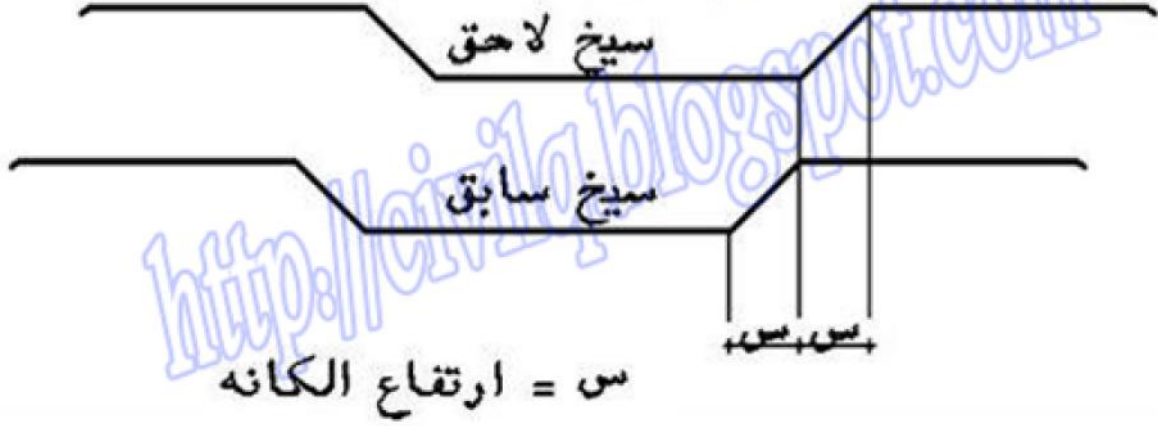 سيخ لاحق
سيخ سابق
س س
س = ارتفاع الكانه
http://civilq.blogspot.com